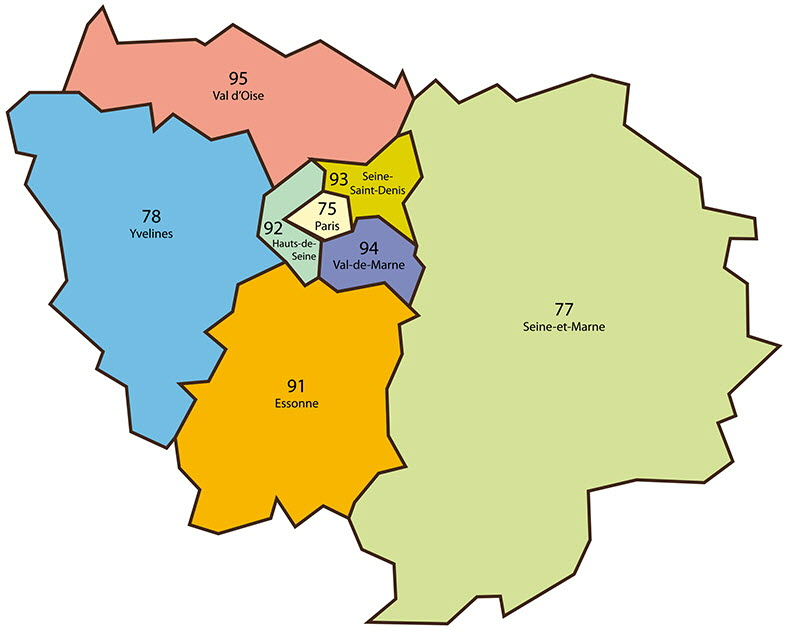 95
Val d'Oise
93
Seine-
Saint-Denis
78
Yvelines
75
Paris
92
Hauts-de-
Seine
94
Val-de-Marne
77
Seine-et-Marne
91
Essonne